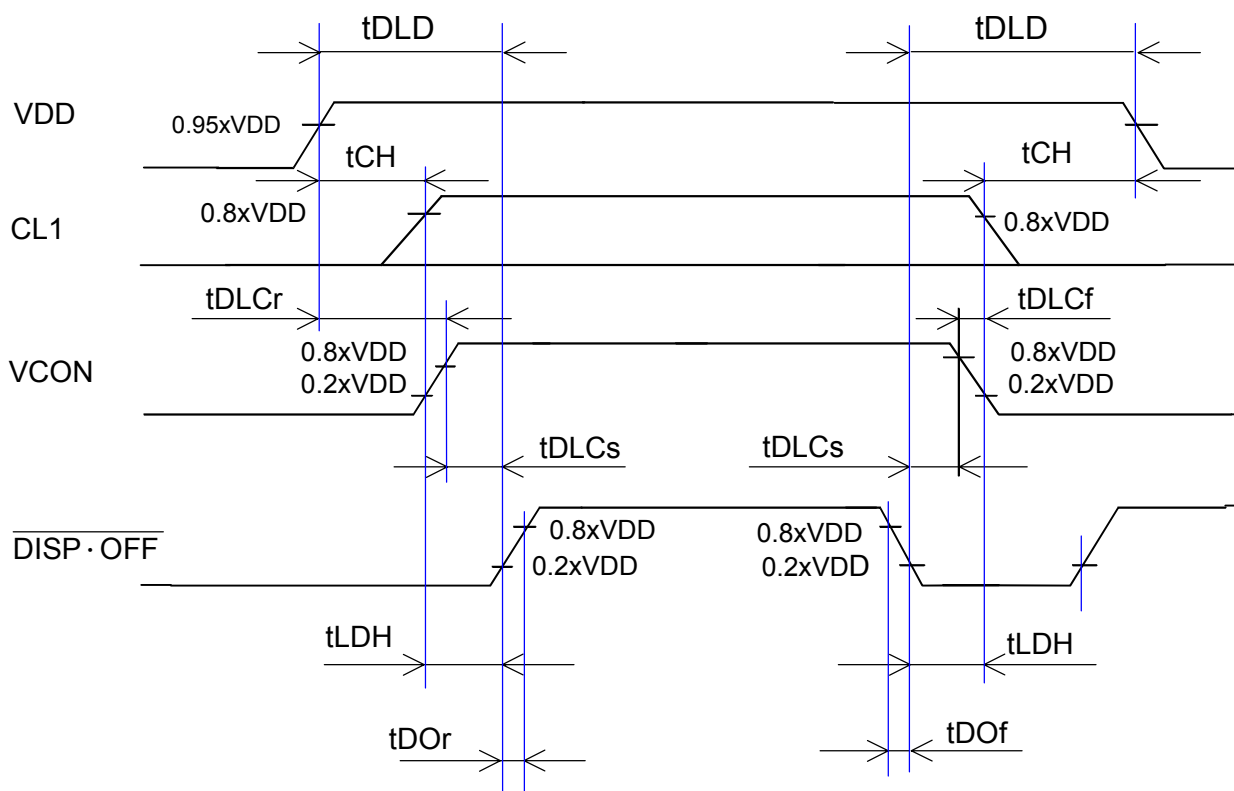 tDLD tDLD
VDD
0.95xVDD
tCH tCH
0.8xVDD 0.8xVDD
CL1
tDLCr tDLCf
0.8xVDD 0.8xVDD
VCON
0.2xVDD 0.2xVDD
tDLCs tDLCs
DISP·OFF
0.8xVDD 0.8xVDD
0.2xVDD 0.2xVDD
tLDH tLDH
tDOr tDOf